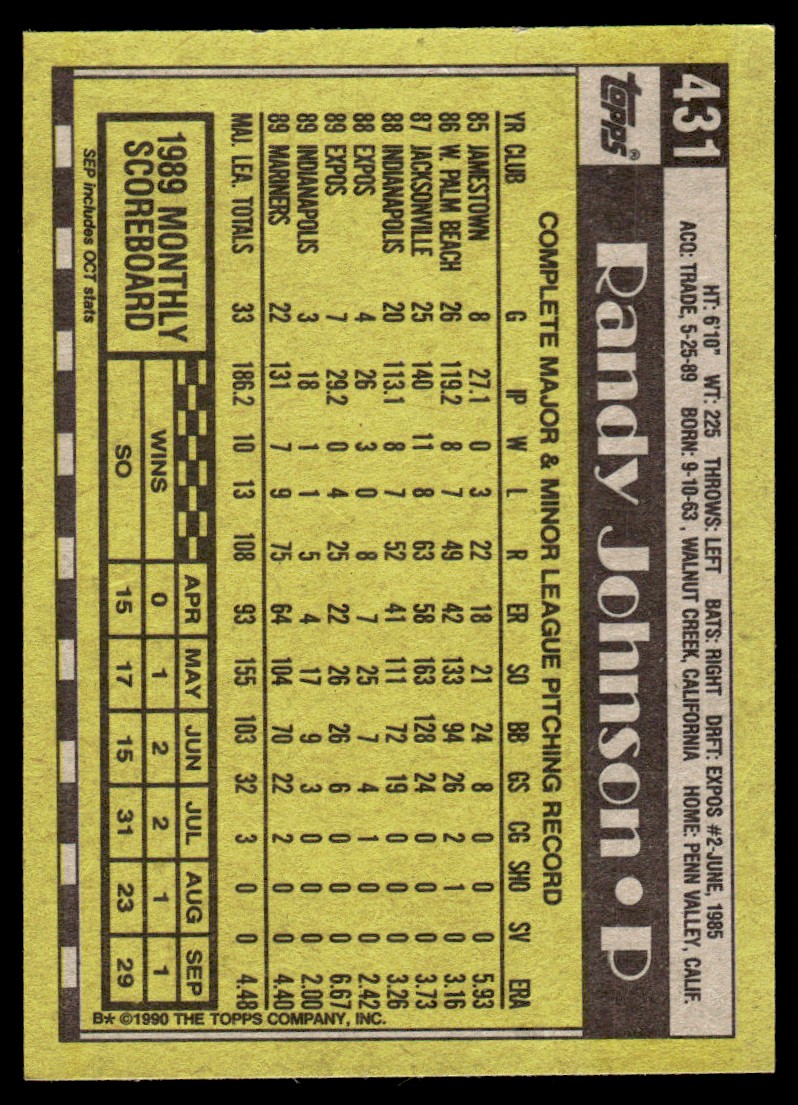 431
HT: 6'10" WT: 225 THROWS: LEFT BATS: RIGHT DRFT: EXPOS #2-JUNE, 1985
ACQ: TRADE, 5-25-89 BORN: 9-10-63, WALNUT CREEK, CALIFORNIA HOME: PENN VALLEY, CALIF.
topps®
Randy Johnson • P
COMPLETE MAJOR & MINOR LEAGUE PITCHING RECORD
YR CLUB G IP W L R ER SO BB GS CG SHO SV ERA
85 JAMESTOWN 8 27.1 0 3 22 18 21 24 8 0 0 0 5.93
86 W. PALM BEACH 26 119.2 8 7 49 42 133 94 26 2 1 0 3.16
87 JACKSONVILLE 25 140 11 8 63 58 163 128 24 0 0 0 3.73
88 INDIANAPOLIS 20 113.1 8 7 52 41 111 72 19 0 0 0 3.26
88 EXPOS 4 26 3 0 8 7 25 7 4 1 0 0 2.42
89 EXPOS 7 29.2 0 4 25 22 26 26 6 0 0 0 6.67
89 INDIANAPOLIS 3 18 1 1 5 4 17 9 3 0 0 0 2.00
89 MARINERS 22 131 7 9 75 64 104 70 22 2 0 0 4.40
MAJ. LEA. TOTALS 33 186.2 10 13 108 93 155 103 32 3 0 0 4.48
1989 MONTHLY
SCOREBOARD
APR MAY JUN JUL AUG SEP
WINS 0 1 2 2 1 1
SO 15 17 15 31 23 29
SEP includes OCT stats
B* ©1990 THE TOPPS COMPANY, INC.